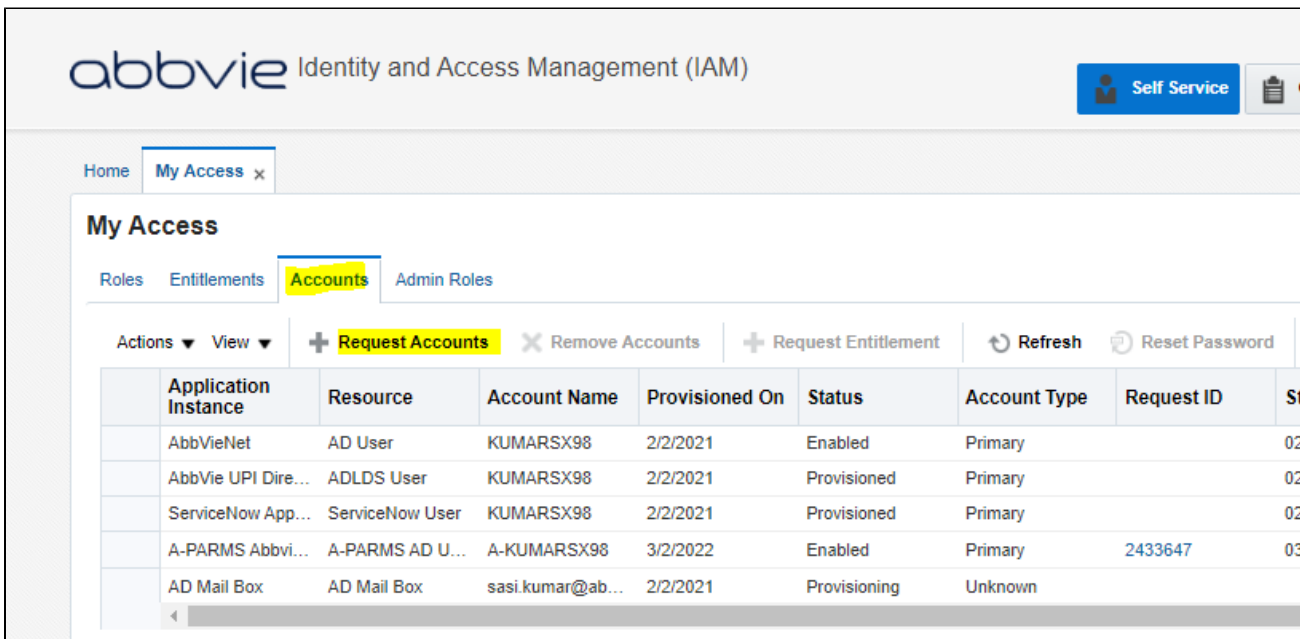 abbvie Identity and Access Management (IAM)
Self Service
Home My Access x
My Access
Roles Entitlements Accounts Admin Roles
Actions View Request Accounts Remove Accounts Request Entitlement Refresh Reset Password
Application Instance Resource Account Name Provisioned On Status Account Type Request ID St
AbbVieNet AD User KUMARSX98 2/2/2021 Enabled Primary 02
AbbVie UPI Dire... ADLDS User KUMARSX98 2/2/2021 Provisioned Primary 02
ServiceNow App... ServiceNow User KUMARSX98 2/2/2021 Provisioned Primary 02
A-PARMS Abbvi... A-PARMS AD U... A-KUMARSX98 3/2/2022 Enabled Primary 2433647 03
AD Mail Box AD Mail Box sasi.kumar@ab... 2/2/2021 Provisioning Unknown